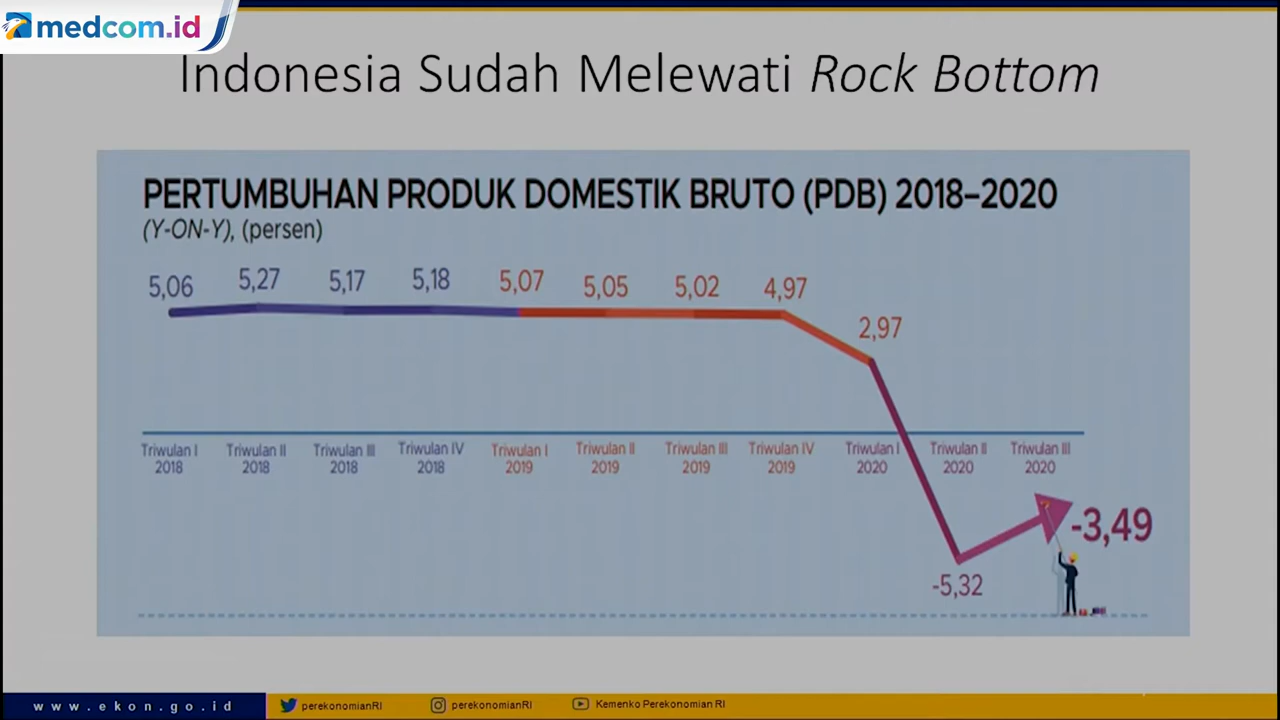 medcom.id
Indonesia Sudah Melewati Rock Bottom
PERTUMBUHAN PRODUK DOMESTIK BRUTO (PDB) 2018–2020
(Y-ON-Y), (persen)
5,06
5,27
5,17
5,18
5,07
5,05
5,02
4,97
2,97
Triwulan I
2018
Triwulan II
2018
Triwulan III
2018
Triwulan IV
2018
Triwulan I
2019
Triwulan II
2019
Triwulan III
2019
Triwulan IV
2019
Triwulan I
2020
Triwulan II
2020
Triwulan III
2020
-3,49
-5,32
www.ekon.go.id
perekonomianRI
perekonomianRI
Kemenko Perekonomian RI